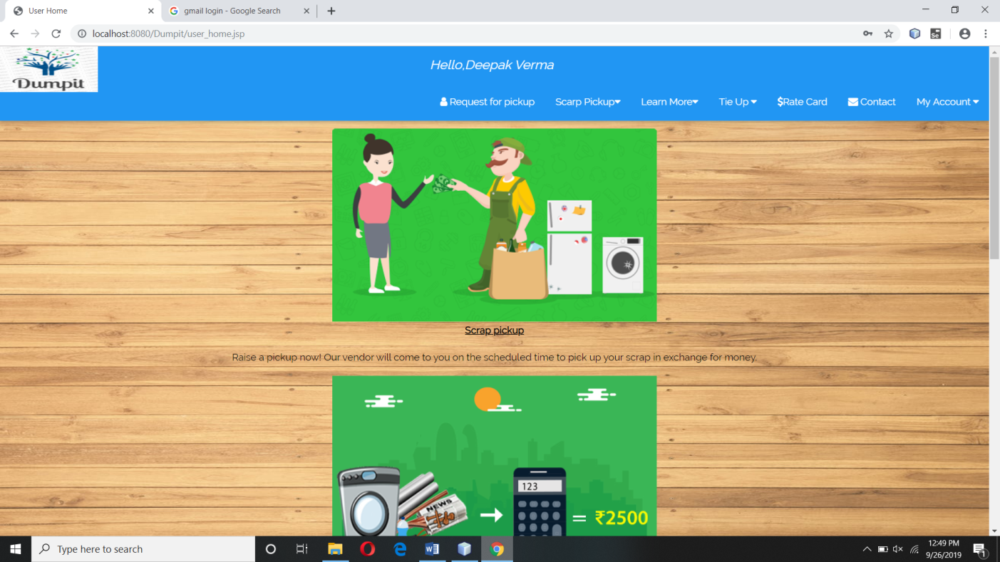 User Home
gmail login - Google Search
localhost:8080/Dumpit/user_home.jsp
Se
Dumpit
Hello,Deepak Verma
Request for pickup Scarp Pickup Learn More Tie Up $Rate Card Contact My Account
Scrap pickup
Raise a pickup now! Our vendor will come to you on the scheduled time to pick up your scrap in exchange for money.
123
NEWS
= ₹2500
Type here to search
12:49 PM
9/26/2019
1